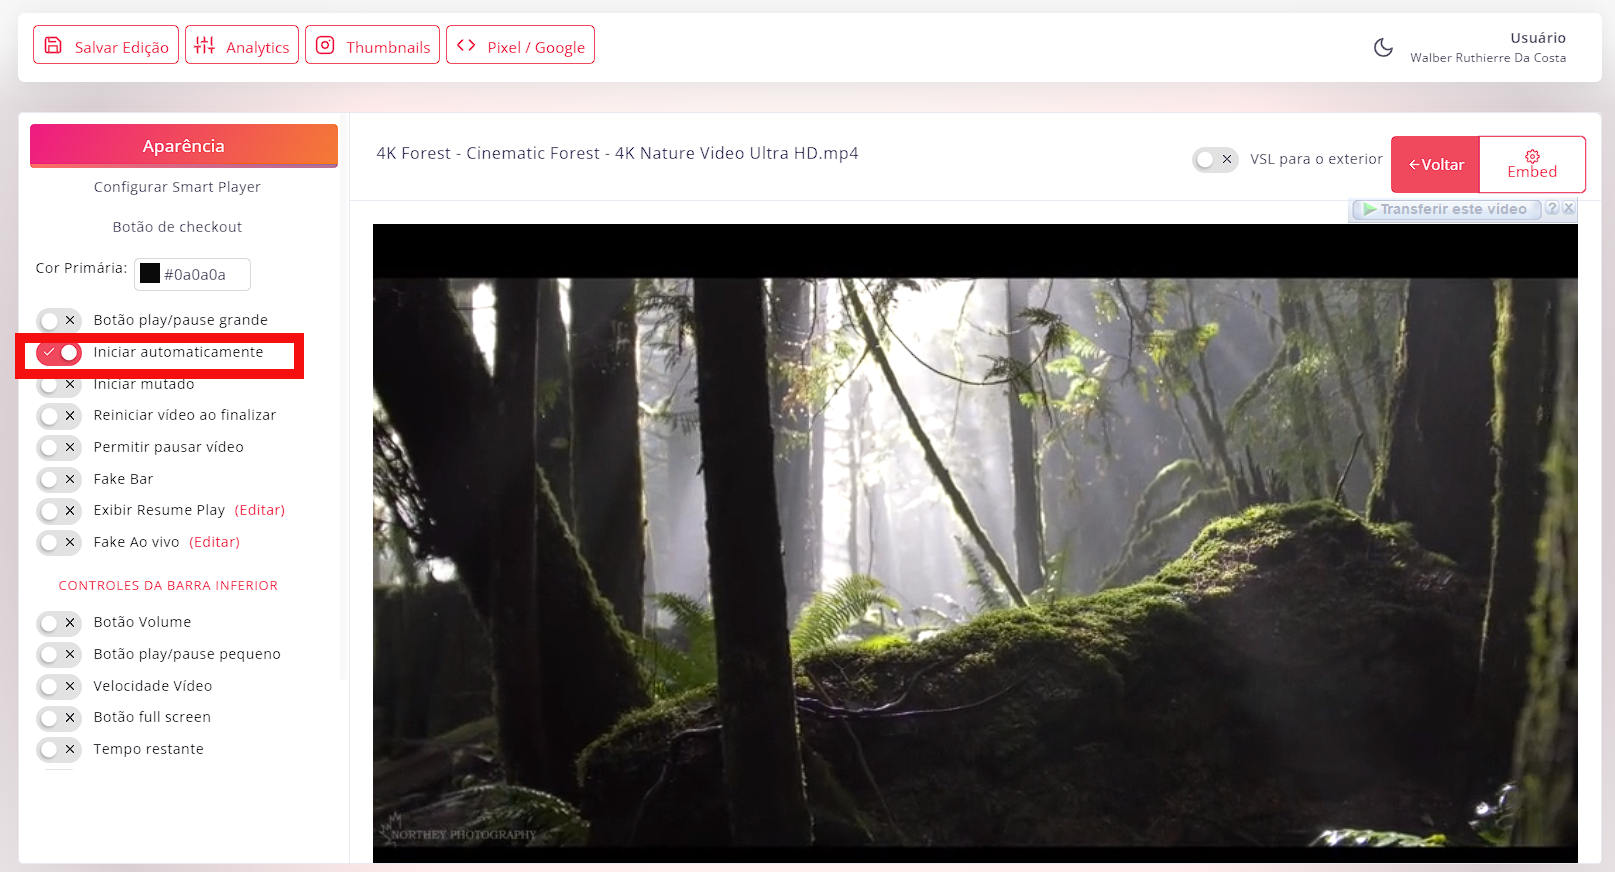 Salvar Edição
Analytics
Thumbnails
Pixel / Google
Usuário
Walber Ruthierre Da Costa
Aparência
Configurar Smart Player
Botão de checkout
Cor Primária:
#0a0a0a
Botão play/pause grande
Iniciar automaticamente
Iniciar mutado
Reiniciar vídeo ao finalizar
Permitir pausar vídeo
Fake Bar
Exibir Resume Play (Editar)
Fake Ao vivo (Editar)
CONTROLES DA BARRA INFERIOR
Botão Volume
Botão play/pause pequeno
Velocidade Vídeo
Botão full screen
Tempo restante
4K Forest - Cinematic Forest - 4K Nature Video Ultra HD.mp4
VSL para o exterior
Voltar
Embed
Transferir este vídeo ?
NORTHEY PHOTOGRAPHY